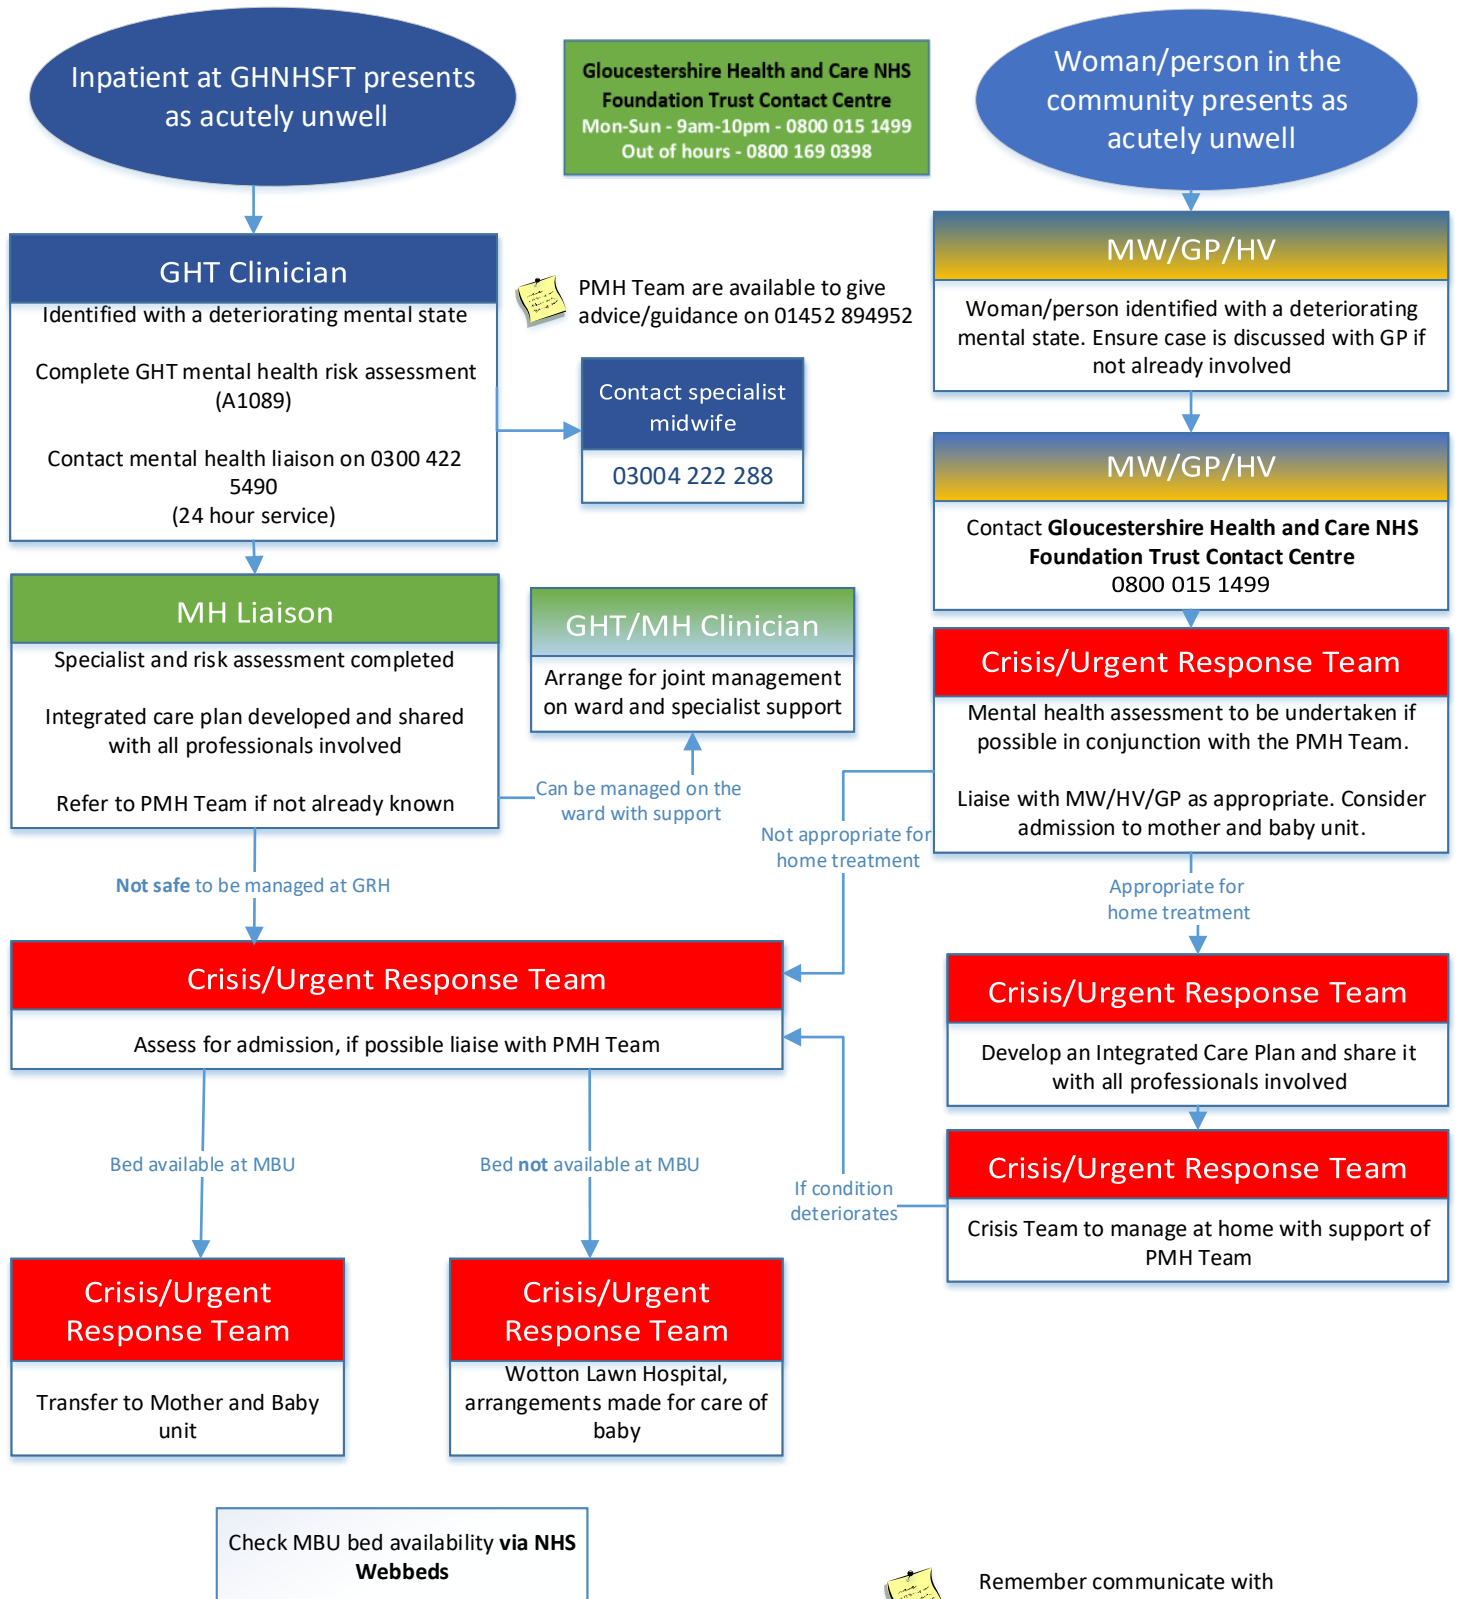 Inpatient at GHNHSFT presents
as acutely unwell
Gloucestershire Health and Care NHS
Foundation Trust Contact Centre
Mon-Sun - 9am-10pm - 0800 015 1499
Out of hours - 0800 169 0398
Woman/person in the
community presents as
acutely unwell
GHT Clinician
Identified with a deteriorating mental state
Complete GHT mental health risk assessment
(A1089)
Contact mental health liaison on 0300 422
5490
(24 hour service)
PMH Team are available to give
advice/guidance on 01452 894952
Contact specialist
midwife
03004 222 288
MW/GP/HV
Woman/person identified with a deteriorating
mental state. Ensure case is discussed with GP if
not already involved
MW/GP/HV
Contact Gloucestershire Health and Care NHS
Foundation Trust Contact Centre
0800 015 1499
MH Liaison
Specialist and risk assessment completed
Integrated care plan developed and shared
with all professionals involved
Refer to PMH Team if not already known
GHT/MH Clinician
Arrange for joint management
on ward and specialist support
Can be managed on the
ward with support
Crisis/Urgent Response Team
Mental health assessment to be undertaken if
possible in conjunction with the PMH Team.
Liaise with MW/HV/GP as appropriate. Consider
admission to mother and baby unit.
Not appropriate for
home treatment
Not safe to be managed at GRH
Appropriate for
home treatment
Crisis/Urgent Response Team
Assess for admission, if possible liaise with PMH Team
Crisis/Urgent Response Team
Develop an Integrated Care Plan and share it
with all professionals involved
Bed available at MBU
Bed not available at MBU
If condition
deteriorates
Crisis/Urgent Response Team
Crisis Team to manage at home with support of
PMH Team
Crisis/Urgent
Response Team
Transfer to Mother and Baby
unit
Crisis/Urgent
Response Team
Wotton Lawn Hospital,
arrangements made for care of
baby
Check MBU bed availability via NHS
Webbeds
Remember communicate with